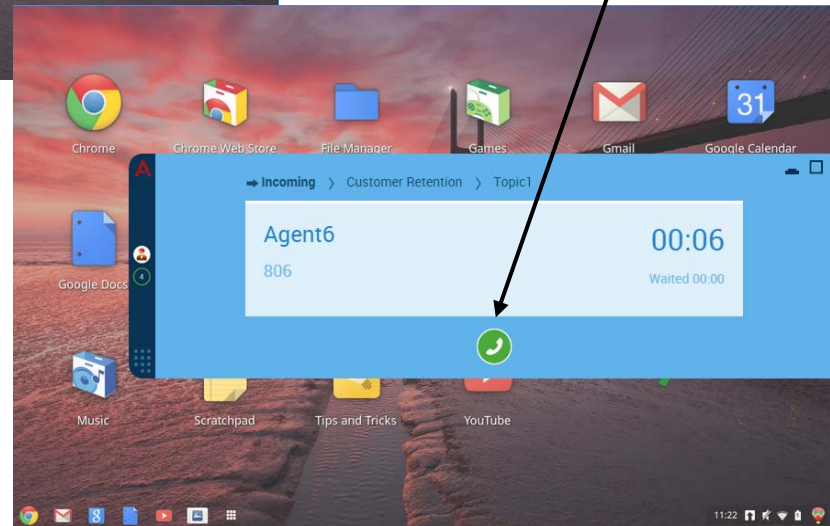 31
Chrome
Chrome Web Store
File Manager
Games
Gmail
Google Calendar
A
➡ Incoming 〉 Customer Retention 〉 Topic1
Agent6
00:06
806
Waited 00:00
4
Google Docs
Music
Scratchpad
Tips and Tricks
YouTube
8
11:22